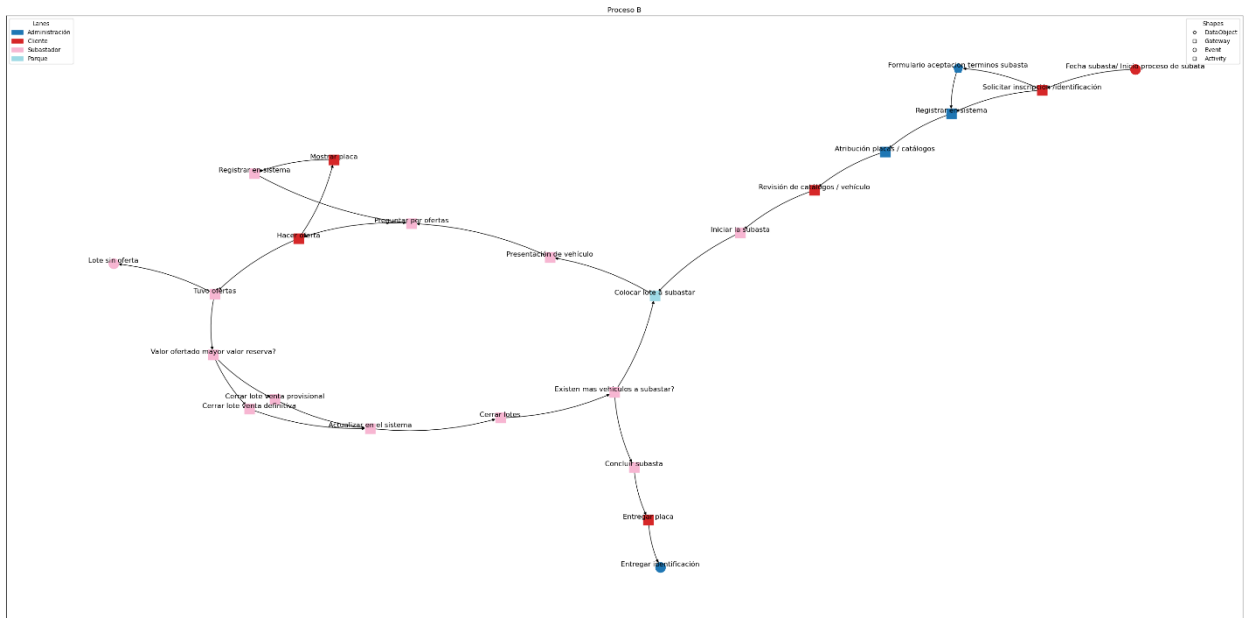 Proceso B
Lanes
Administración
Cliente
Subastador
Parque
Shapes
DataObject
Gateway
Event
Activity
Formulario aceptación terminos subasta
Fecha subasta/ Inicio proceso de subata
Solicitar inscripción /identificación
Registrar en sistema
Atribución placas / catálogos
Mostrar placa
Registrar en sistema
Revisión de catálogos / vehículo
Preguntar por ofertas
Iniciar la subasta
Hacer oferta
Presentación de vehículo
Lote sin oferta
Tuvo ofertas
Colocar lote a subastar
Valor ofertado mayor valor reserva?
Existen mas vehículos a subastar?
Cerrar lote venta provisional
Cerrar lote venta definitiva
Cerrar lotes
Actualizar en el sistema
Concluir subasta
Entregar placa
Entregar identificación